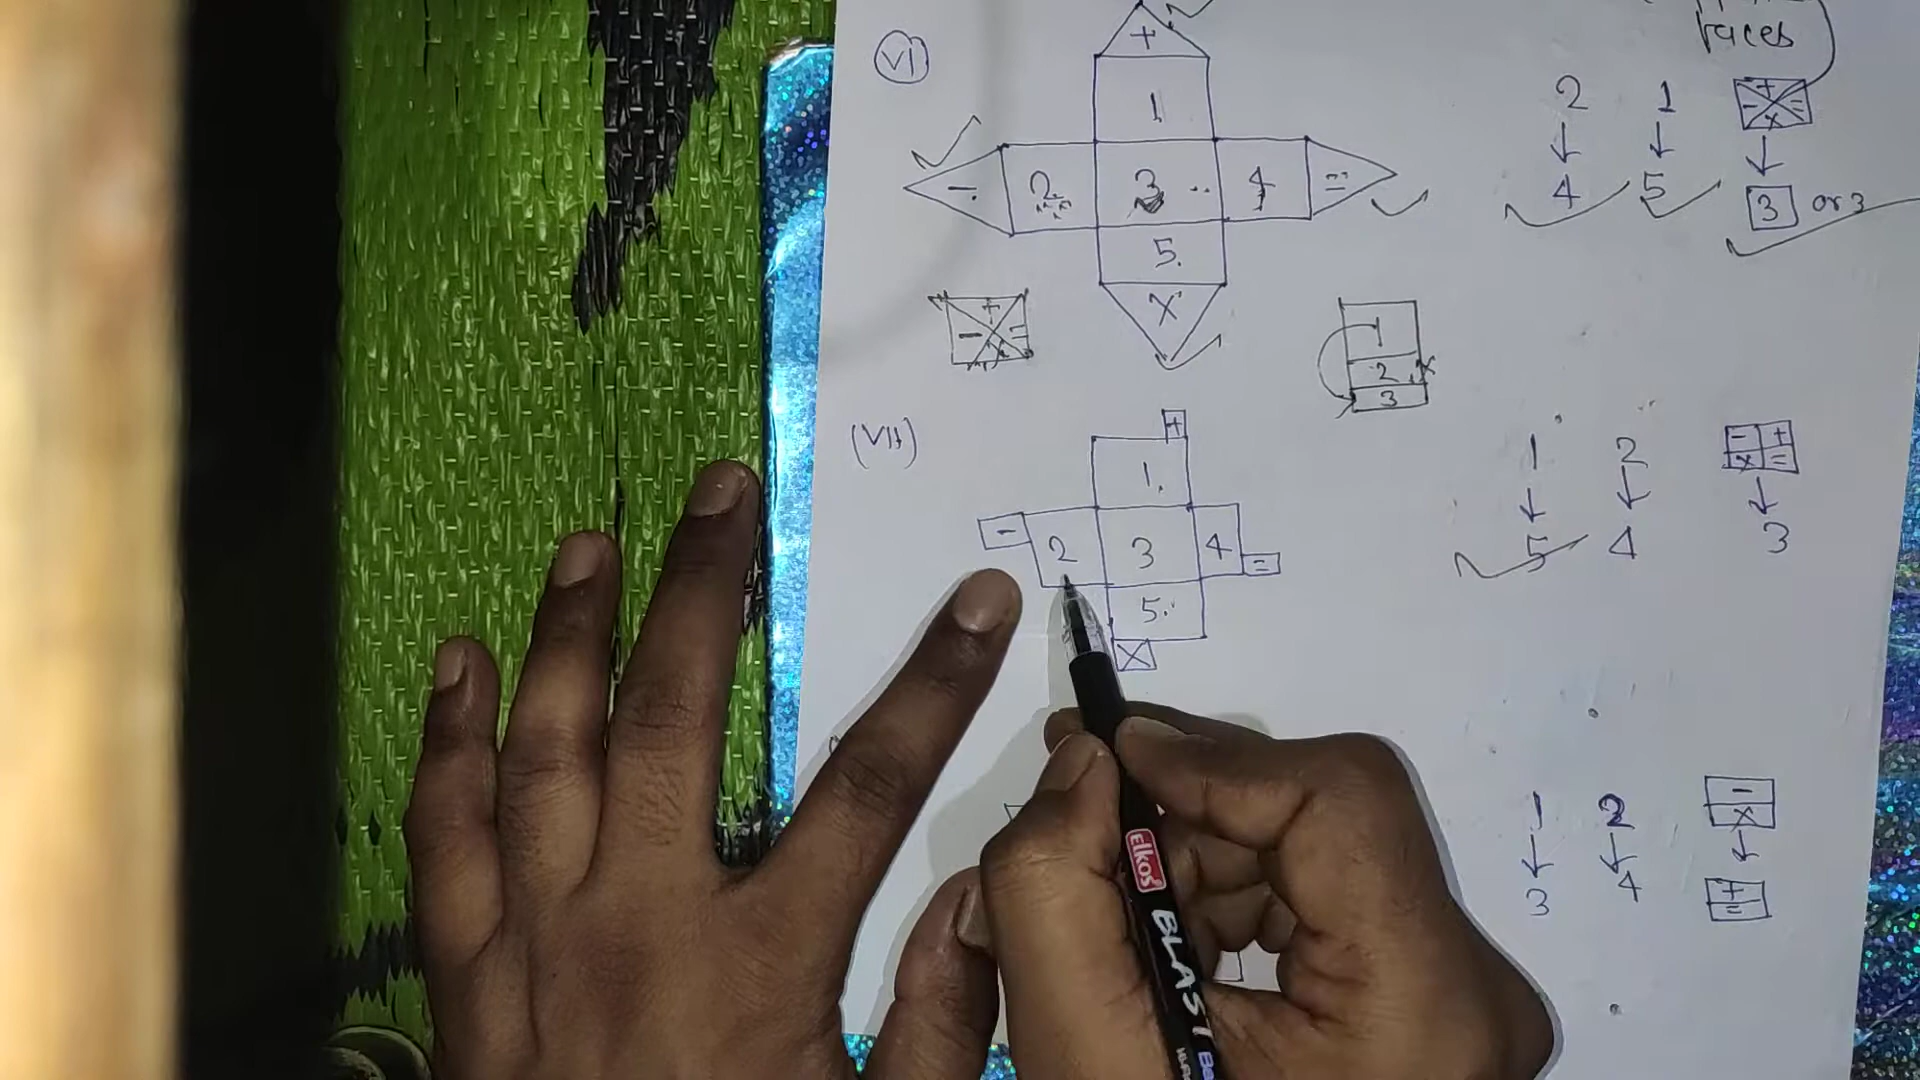 faces
VI
+
1
- 2 3 4 =
5.
X
2 1 + - = x
4 5 3 or 3
+ - = x
1
2 x
3
(VII)
+
1.
- 2 3 4 =
5.
X
1 2 - + x =
5 4 3
1 2 - x
3 4 + =
Elkos
BLAST